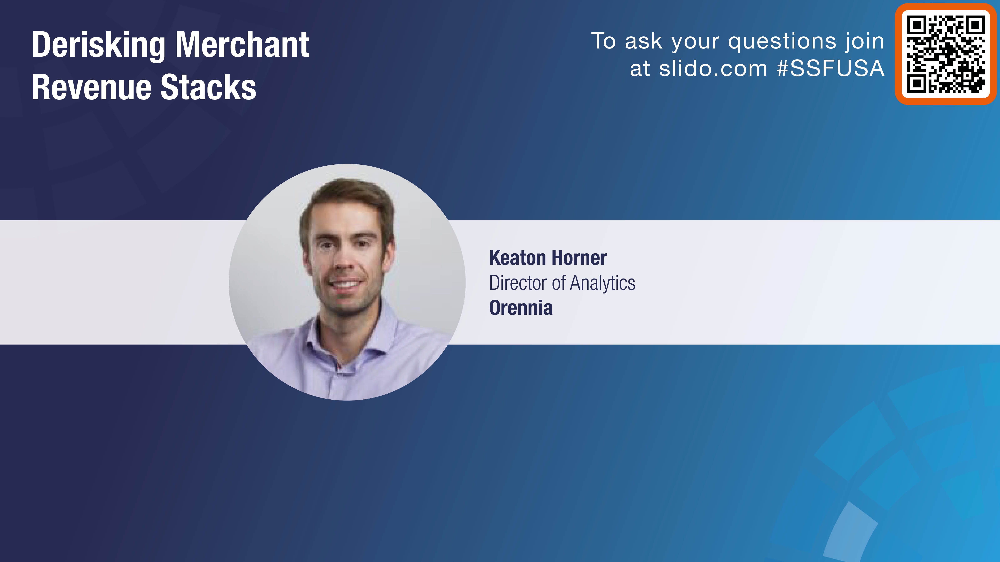 Derisking Merchant
Revenue Stacks
To ask your questions join
at slido.com #SSFUSA
Keaton Horner
Director of Analytics
Orennia